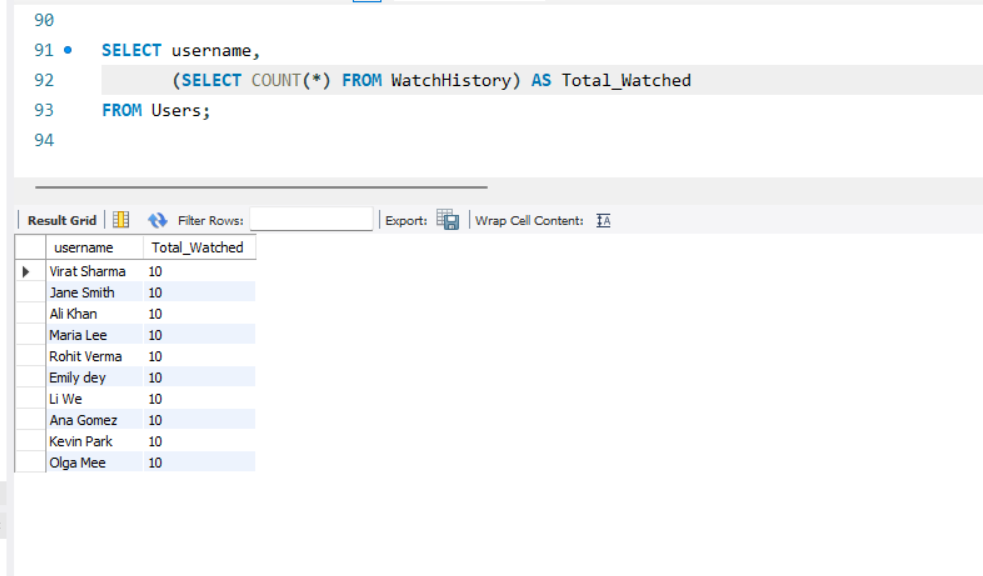 90
91 SELECT username,
92 (SELECT COUNT(*) FROM WatchHistory) AS Total_Watched
93 FROM Users;
94
Result Grid Filter Rows: Export: Wrap Cell Content: IA
username Total_Watched
Virat Sharma 10
Jane Smith 10
Ali Khan 10
Maria Lee 10
Rohit Verma 10
Emily dey 10
Li We 10
Ana Gomez 10
Kevin Park 10
Olga Mee 10